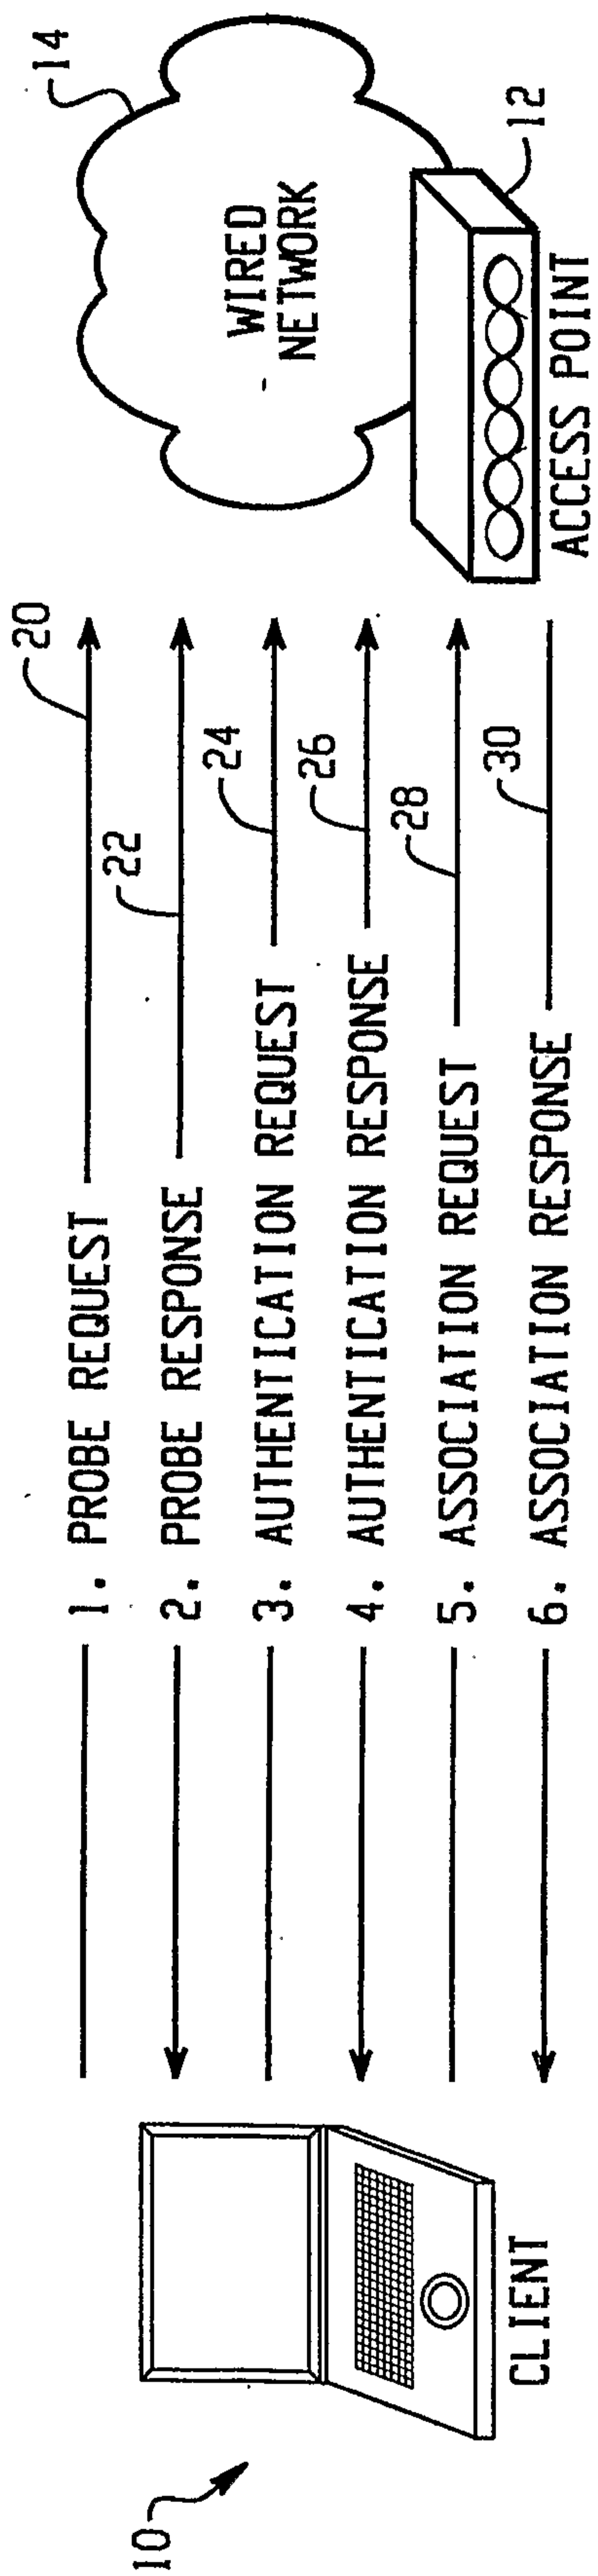 10
CLIENT
1. PROBE REQUEST
20
2. PROBE RESPONSE
22
3. AUTHENTICATION REQUEST
24
4. AUTHENTICATION RESPONSE
26
5. ASSOCIATION REQUEST
28
6. ASSOCIATION RESPONSE
30
14
WIRED
NETWORK
12
ACCESS POINT